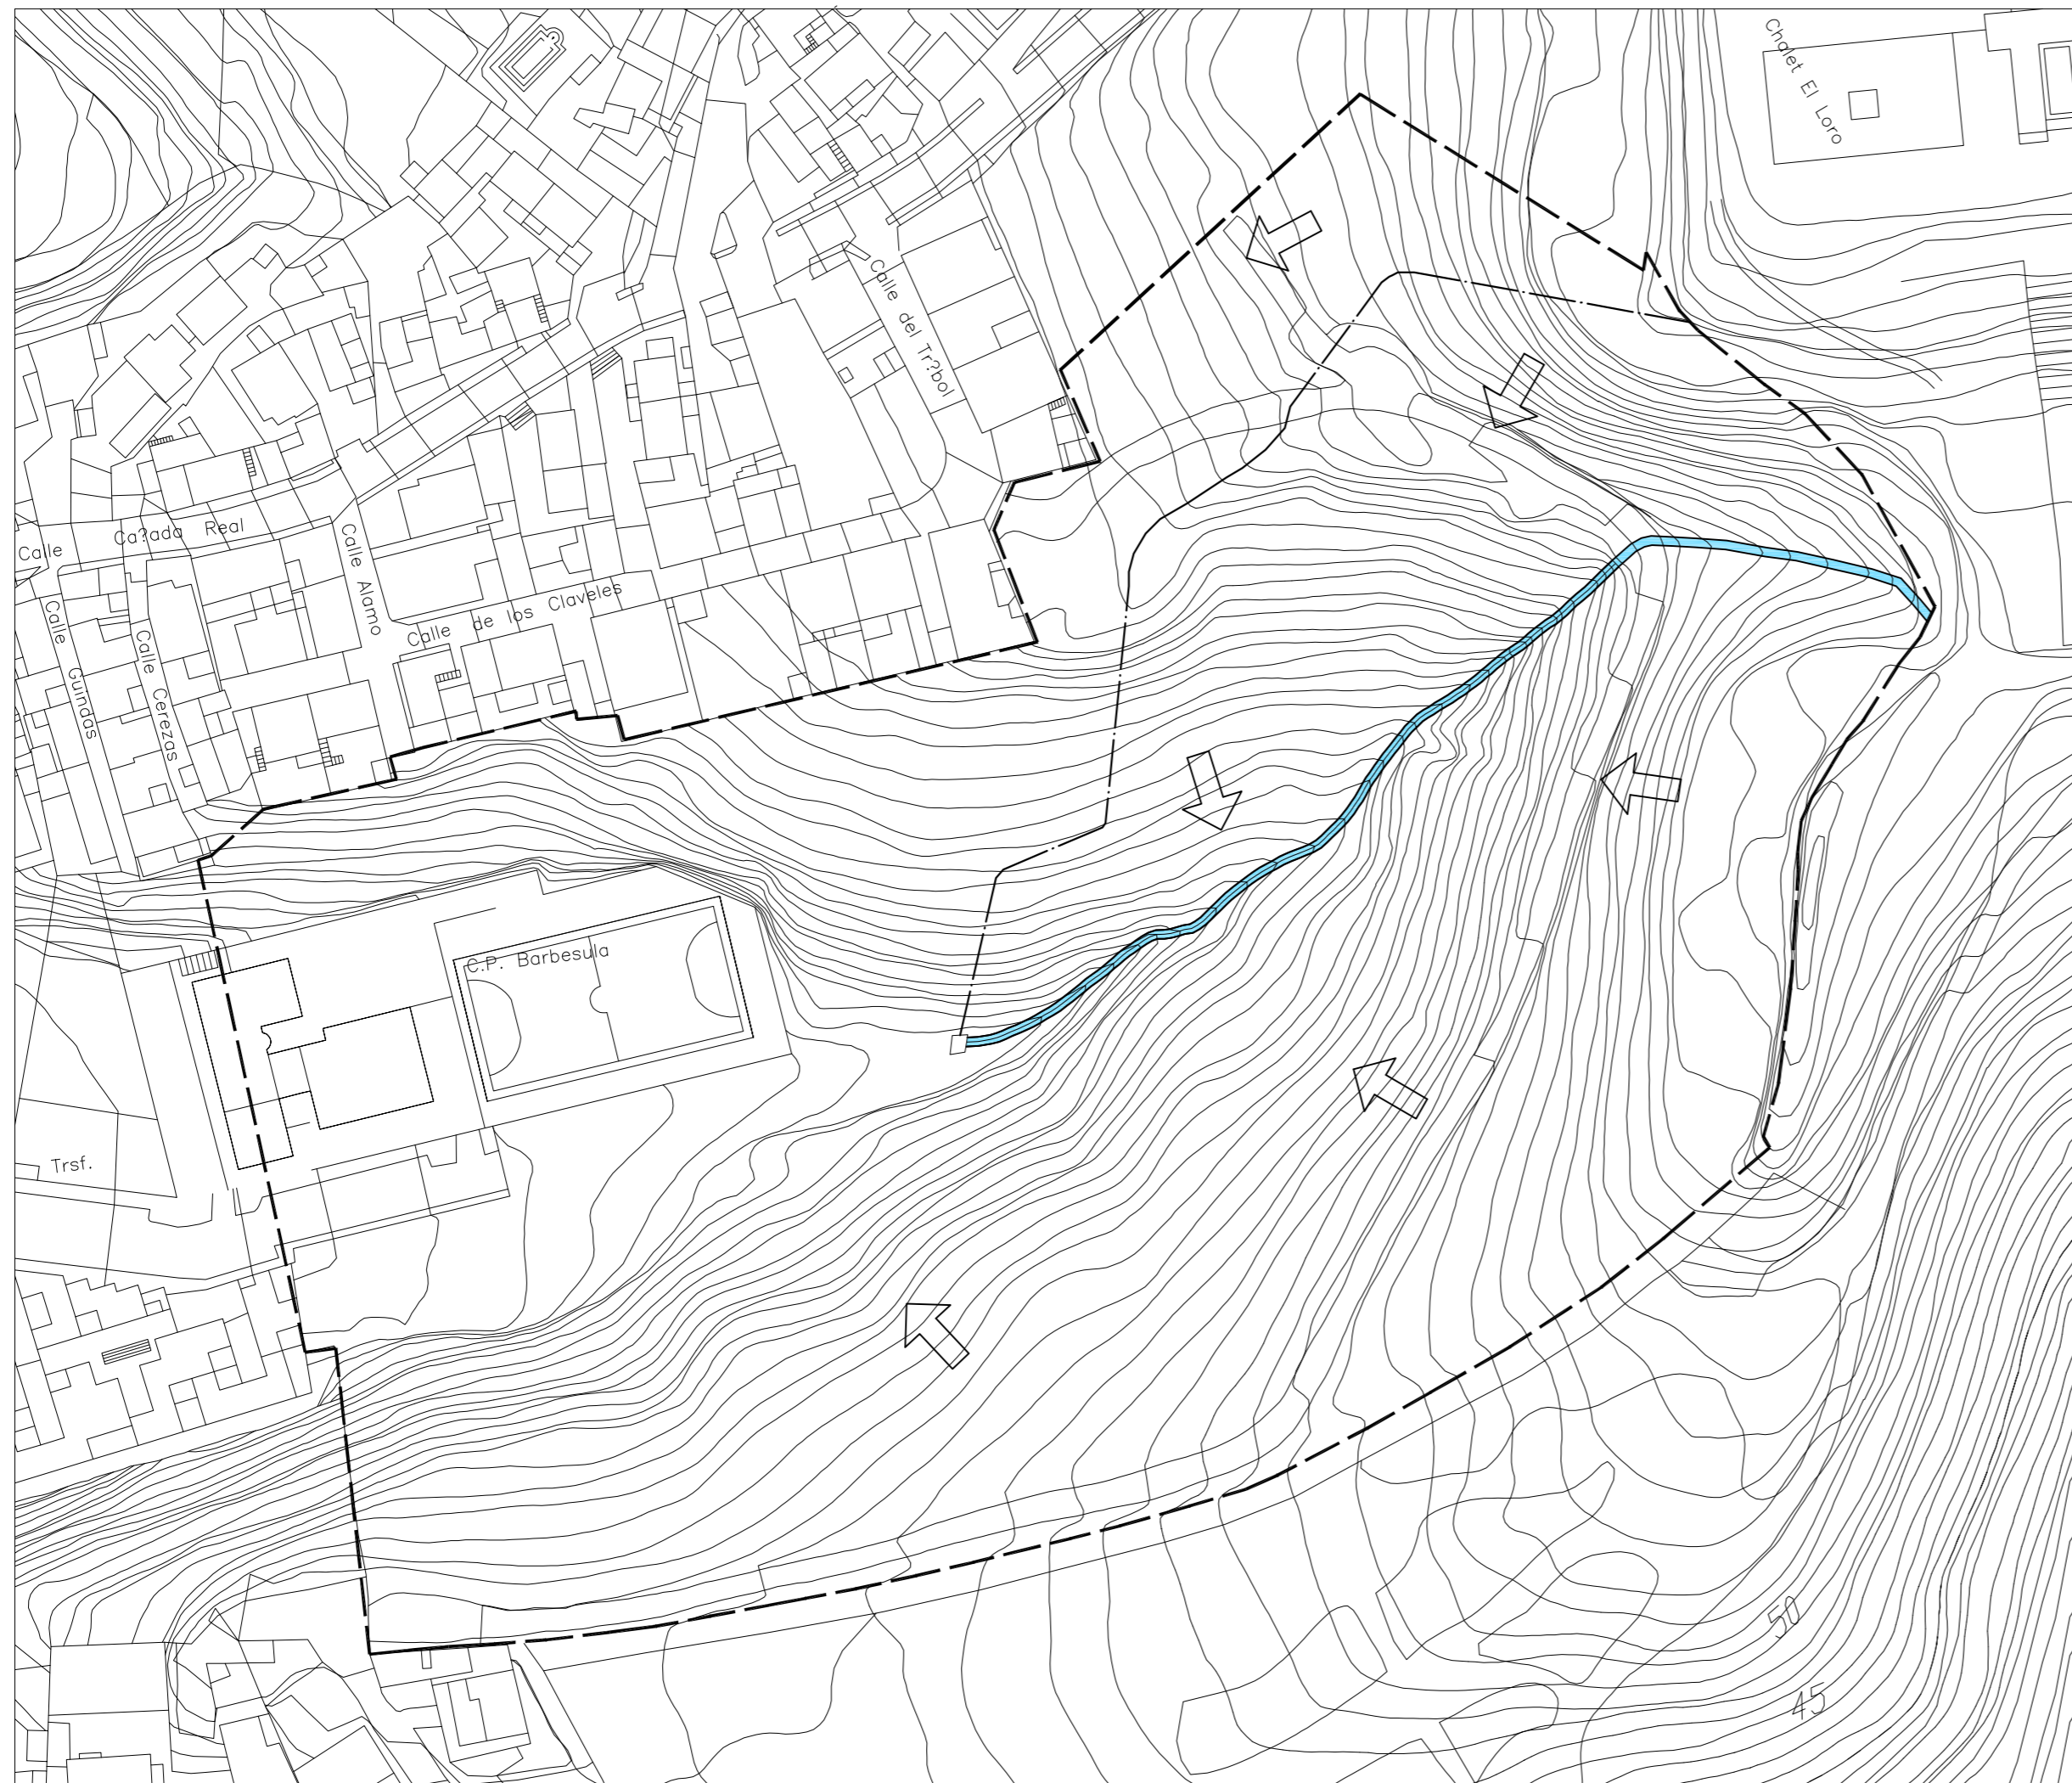 Chalet El Loro
Calle del Tr?bol
Calle Ca?ada Real
Calle Alamo
Calle de los Claveles
Calle Guindas
Calle Cerezas
C.P. Barbesula
Trsf.
50
45